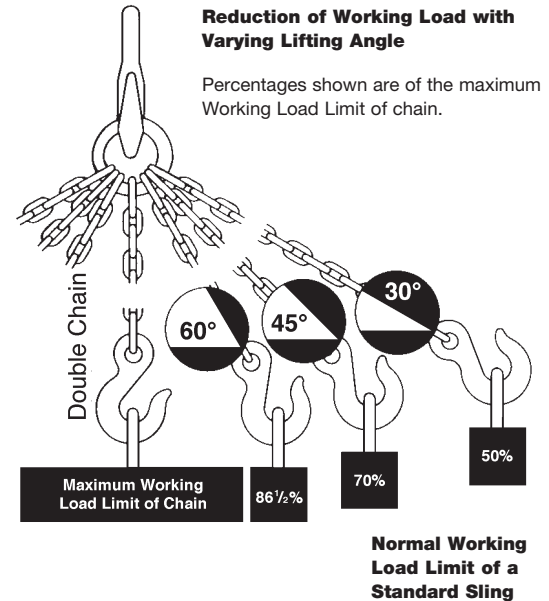 Reduction of Working Load with
Varying Lifting Angle
Percentages shown are of the maximum
Working Load Limit of chain.
Double Chain
60°
45°
30°
Maximum Working
Load Limit of Chain
86½%
70%
50%
Normal Working
Load Limit of a
Standard Sling